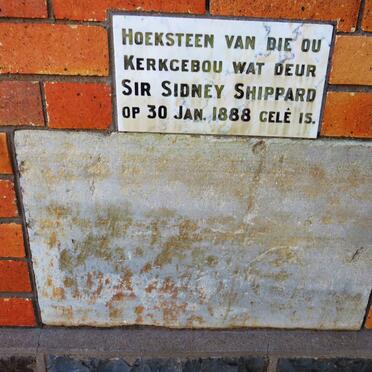 HOEKSTEEN VAN DIE OU
KERKGEBOU WAT DEUR
SIR SIDNEY SHIPPARD
OP 30 JAN. 1888 GELÊ IS.